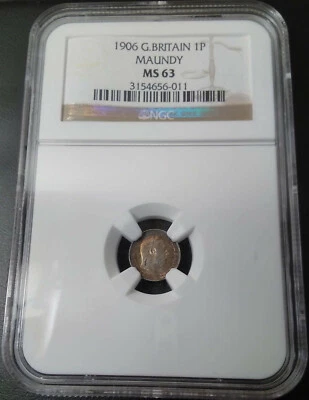 1906 G.BRITAIN 1P
MAUNDY
MS 63
3154656-011
NGC